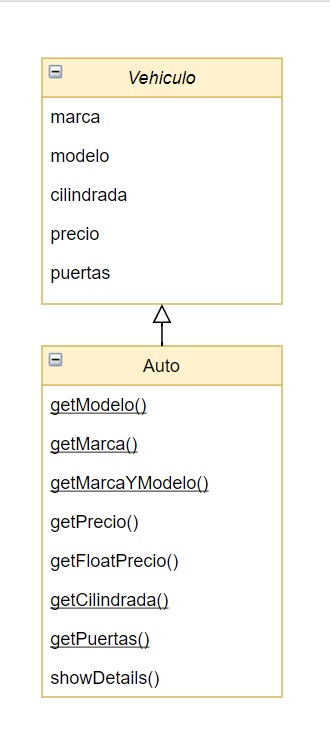 Vehiculo
marca
modelo
cilindrada
precio
puertas
Auto
getModelo()
getMarca()
getMarcaYModelo()
getPrecio()
getFloatPrecio()
getCilindrada()
getPuertas()
showDetails()